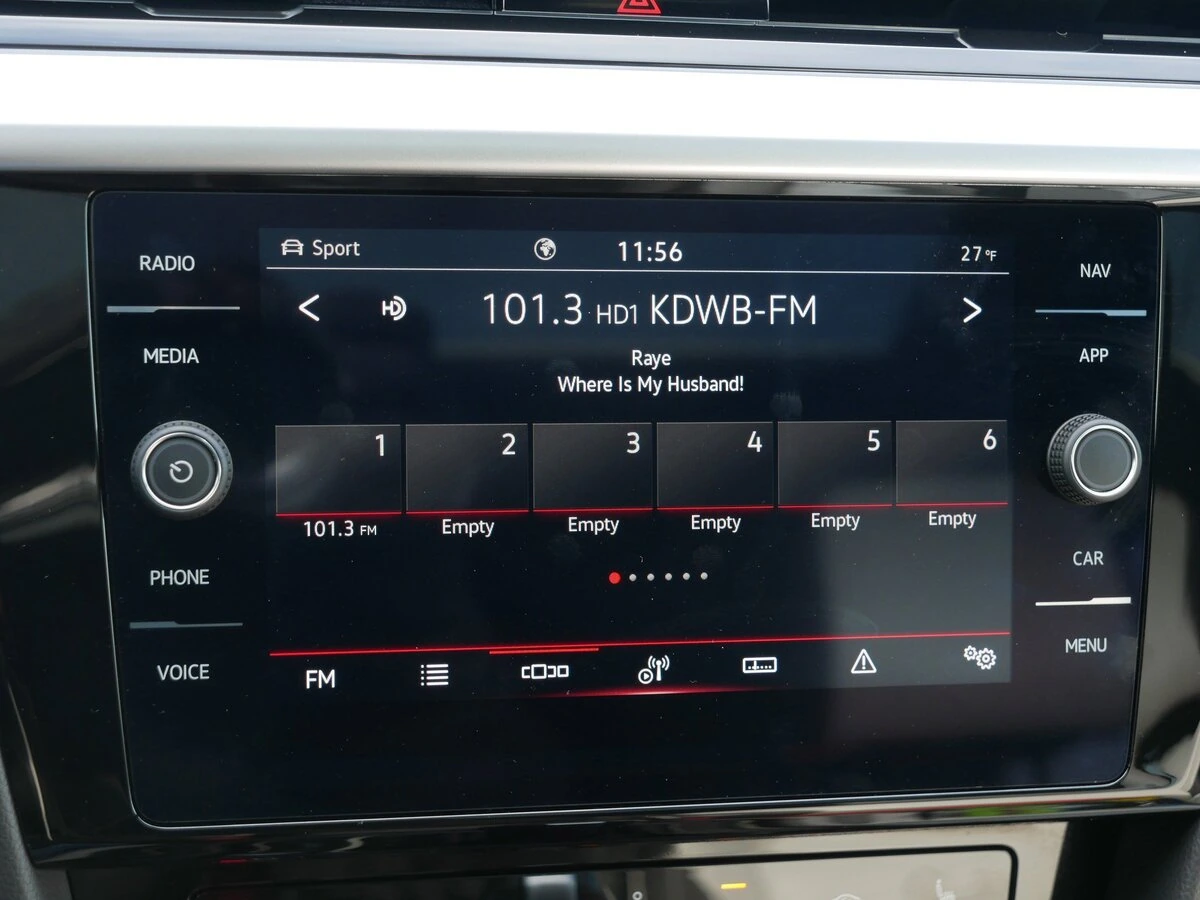 RADIO
MEDIA
PHONE
VOICE
Sport
11:56
27°F
HD
101.3 HD1 KDWB-FM
Raye
Where Is My Husband!
1
2
3
4
5
6
101.3 FM
Empty
Empty
Empty
Empty
Empty
FM
NAV
APP
CAR
MENU